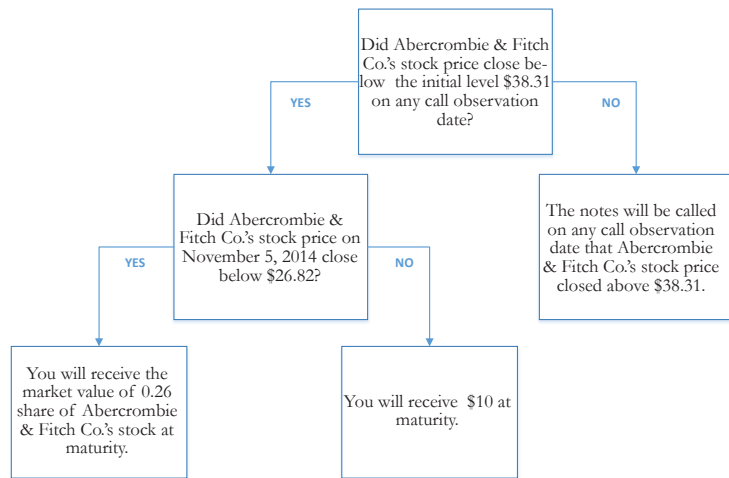 Did Abercrombie & Fitch
Co.'s stock price close be-
low the initial level $38.31
on any call observation
date?
YES
NO
Did Abercrombie &
Fitch Co.'s stock price on
November 5, 2014 close
below $26.82?
The notes will be called
on any call observation
date that Abercrombie
& Fitch Co.'s stock price
closed above $38.31.
YES
NO
You will receive the
market value of 0.26
share of Abercrombie
& Fitch Co.'s stock at
maturity.
You will receive $10 at
maturity.